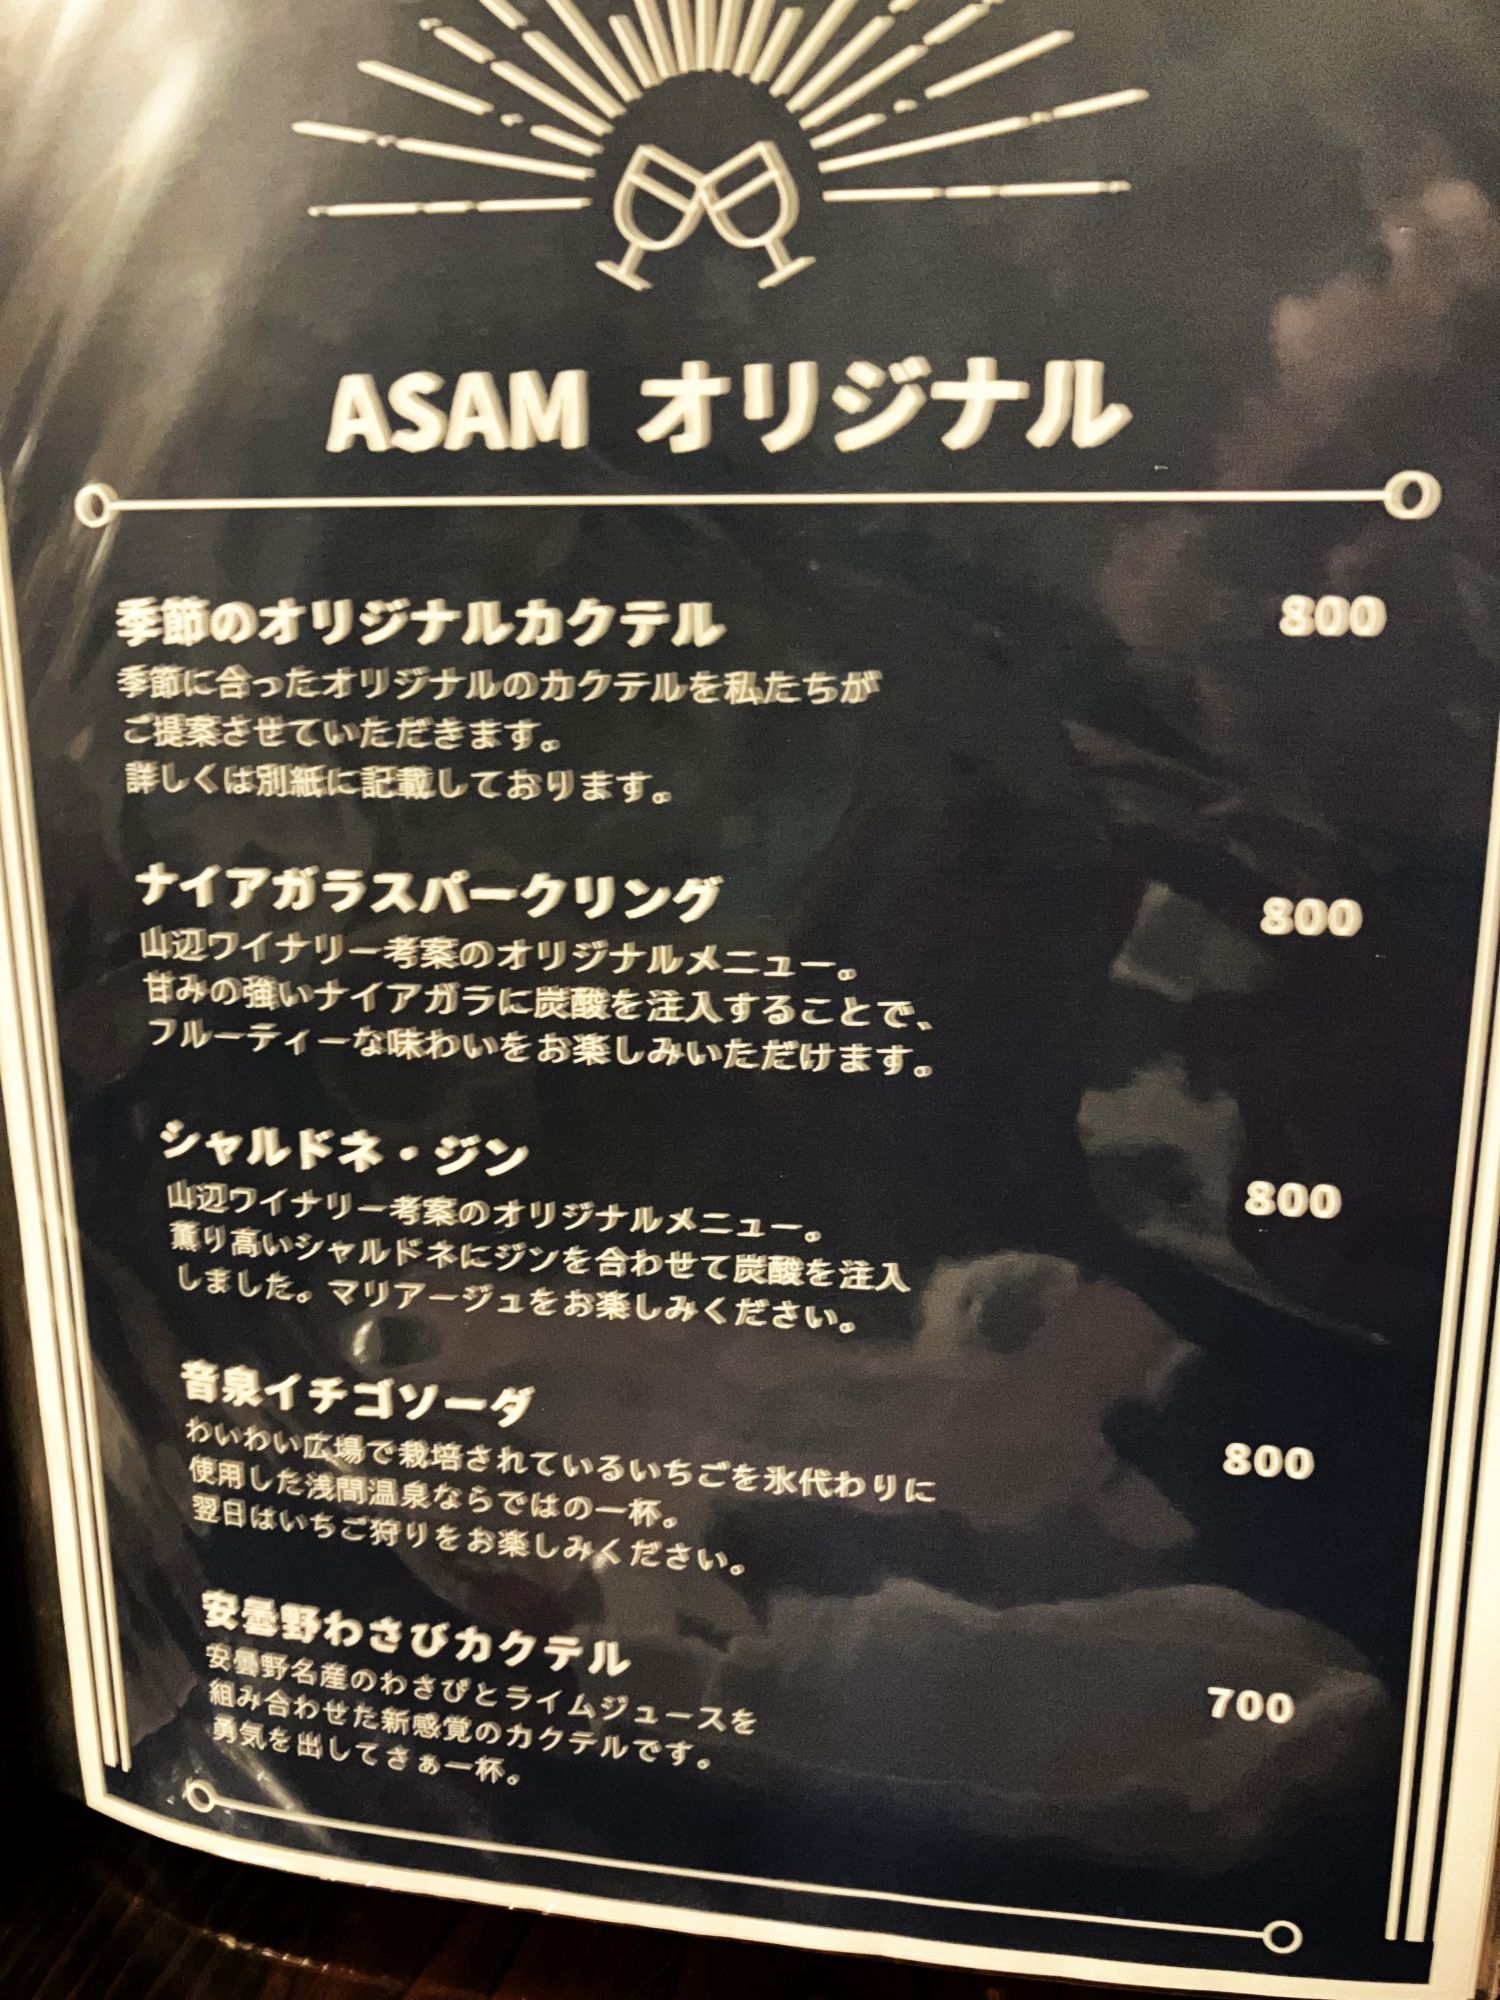 ASAM オリジナル
季節のオリジナルカクテル 800
季節に合ったオリジナルのカクテルを私たちが
ご提案させていただきます。
詳しくは別紙に記載しております。
ナイアガラスパークリング 800
山辺ワイナリー考案のオリジナルメニュー。
甘みの強いナイアガラに炭酸を注入することで、
フルーティーな味わいをお楽しみいただけます。
シャルドネ・ジン 800
山辺ワイナリー考案のオリジナルメニュー。
薫り高いシャルドネにジンを合わせて炭酸を注入
しました。マリアージュをお楽しみください。
音泉イチゴソーダ 800
わいわい広場で栽培されているいちごを氷代わりに
使用した浅間温泉ならではの一杯。
翌日はいちご狩りをお楽しみください。
安曇野わさびカクテル 700
安曇野名産のわさびとライムジュースを
組み合わせた新感覚のカクテルです。
勇気を出してさぁ一杯。